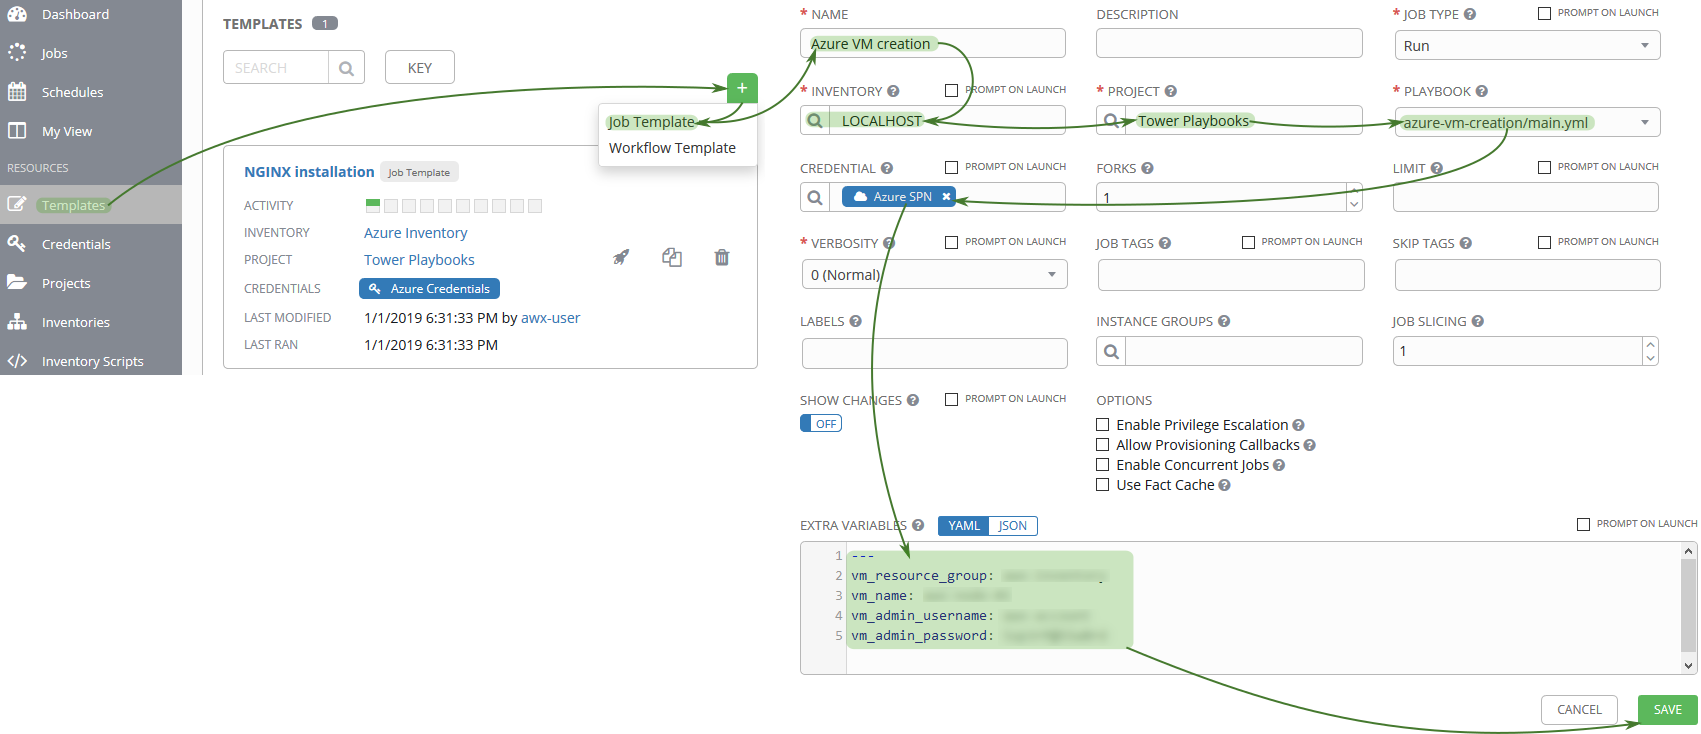 Dashboard
Jobs
Schedules
My View
RESOURCES
Templates
Credentials
Projects
Inventories
Inventory Scripts
TEMPLATES 1
SEARCH
KEY
+
Job Template
Workflow Template
NGINX installation Job Template
ACTIVITY
INVENTORY Azure Inventory
PROJECT Tower Playbooks
CREDENTIALS Azure Credentials
LAST MODIFIED 1/1/2019 6:31:33 PM by awx-user
LAST RAN 1/1/2019 6:31:33 PM
* NAME
Azure VM creation
DESCRIPTION
* JOB TYPE ? PROMPT ON LAUNCH
Run
* INVENTORY ? PROMPT ON LAUNCH
LOCALHOST
* PROJECT ?
Tower Playbooks
* PLAYBOOK ?
azure-vm-creation/main.yml
CREDENTIAL ? PROMPT ON LAUNCH
Azure SPN ×
FORKS ?
1
LIMIT ? PROMPT ON LAUNCH
* VERBOSITY ? PROMPT ON LAUNCH
0 (Normal)
JOB TAGS ? PROMPT ON LAUNCH
SKIP TAGS ? PROMPT ON LAUNCH
LABELS ?
INSTANCE GROUPS ?
JOB SLICING ?
1
SHOW CHANGES ? PROMPT ON LAUNCH
OFF
OPTIONS
Enable Privilege Escalation ?
Allow Provisioning Callbacks ?
Enable Concurrent Jobs ?
Use Fact Cache ?
EXTRA VARIABLES ? YAML JSON PROMPT ON LAUNCH
1 ---
2 vm_resource_group:
3 vm_name:
4 vm_admin_username:
5 vm_admin_password:
CANCEL SAVE